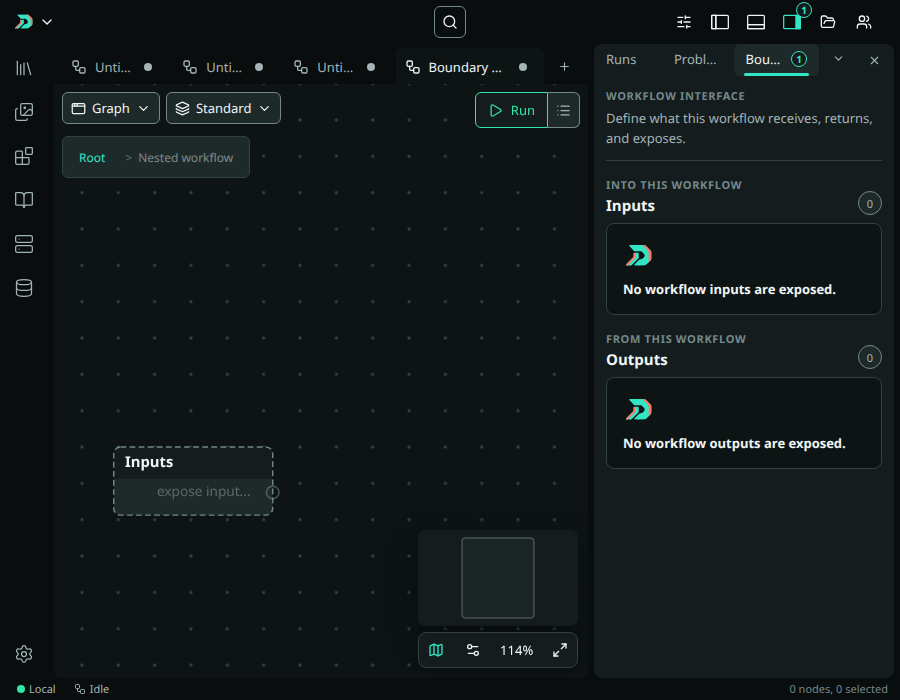 1
Unti...
Unti...
Unti...
Boundary ...
Runs
Probl...
Bou... 1
Graph
Standard
Run
Root > Nested workflow
WORKFLOW INTERFACE
Define what this workflow receives, returns,
and exposes.
INTO THIS WORKFLOW
Inputs
0
No workflow inputs are exposed.
FROM THIS WORKFLOW
Outputs
0
No workflow outputs are exposed.
Inputs
expose input...
114%
Local
Idle
0 nodes, 0 selected